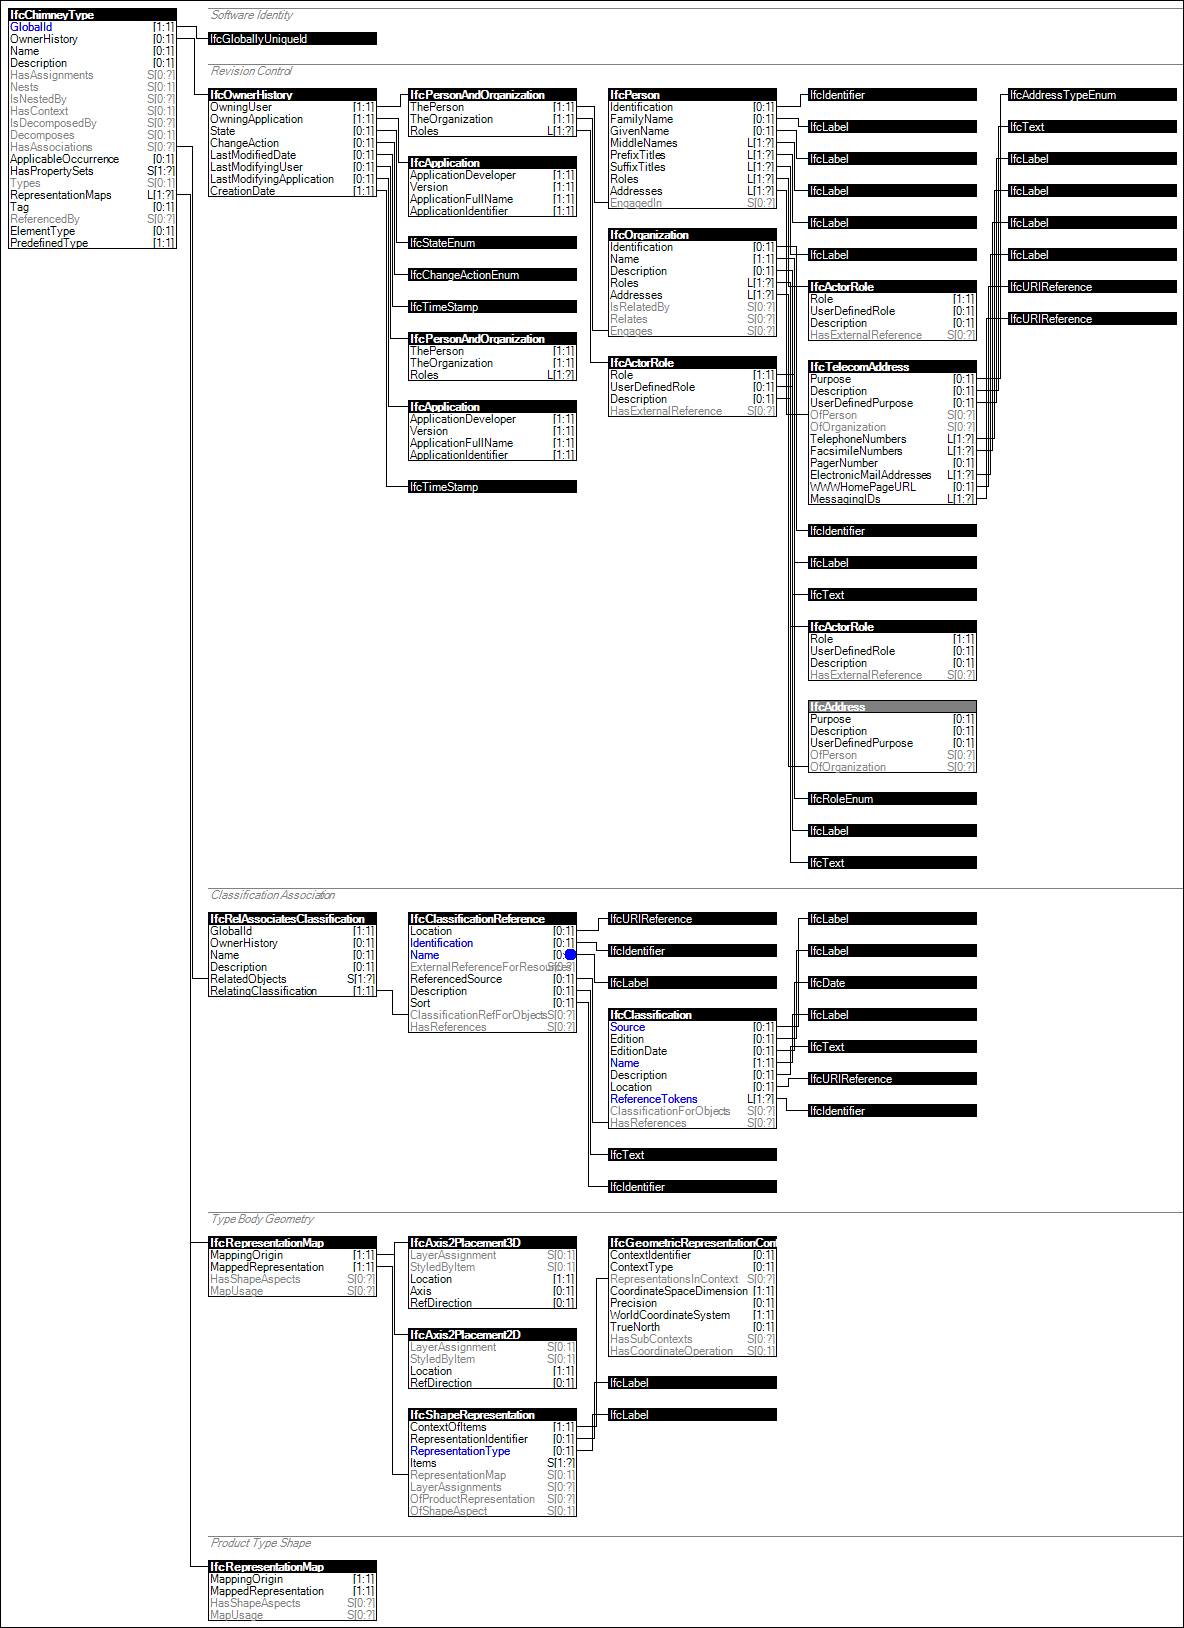 IfcChimneyType
GlobalId [1:1]
OwnerHistory [0:1]
Name [0:1]
Description [0:1]
HasAssignments S[0:?]
Nests S[0:1]
IsNestedBy S[0:?]
HasContext S[0:1]
IsDecomposedBy S[0:?]
Decomposes S[0:1]
HasAssociations S[0:?]
ApplicableOccurrence [0:1]
HasPropertySets S[1:?]
Types S[0:1]
RepresentationMaps L[1:?]
Tag [0:1]
ReferencedBy S[0:?]
ElementType [0:1]
PredefinedType [1:1]
Software Identity
IfcGloballyUniqueId
Revision Control
IfcOwnerHistory
OwningUser [1:1]
OwningApplication [1:1]
State [0:1]
ChangeAction [0:1]
LastModifiedDate [0:1]
LastModifyingUser [0:1]
LastModifyingApplication [0:1]
CreationDate [1:1]
IfcPersonAndOrganization
ThePerson [1:1]
TheOrganization [1:1]
Roles L[1:?]
IfcApplication
ApplicationDeveloper [1:1]
Version [1:1]
ApplicationFullName [1:1]
ApplicationIdentifier [1:1]
IfcStateEnum
IfcChangeActionEnum
IfcTimeStamp
IfcPersonAndOrganization
ThePerson [1:1]
TheOrganization [1:1]
Roles L[1:?]
IfcApplication
ApplicationDeveloper [1:1]
Version [1:1]
ApplicationFullName [1:1]
ApplicationIdentifier [1:1]
IfcTimeStamp
IfcPerson
Identification [0:1]
FamilyName [0:1]
GivenName [0:1]
MiddleNames L[1:?]
PrefixTitles L[1:?]
SuffixTitles L[1:?]
Roles L[1:?]
Addresses L[1:?]
EngagedIn S[0:?]
IfcOrganization
Identification [0:1]
Name [1:1]
Description [0:1]
Roles L[1:?]
Addresses L[1:?]
IsRelatedBy S[0:?]
Relates S[0:?]
Engages S[0:?]
IfcActorRole
Role [1:1]
UserDefinedRole [0:1]
Description [0:1]
HasExternalReference S[0:?]
IfcIdentifier
IfcLabel
IfcLabel
IfcLabel
IfcLabel
IfcLabel
IfcActorRole
Role [1:1]
UserDefinedRole [0:1]
Description [0:1]
HasExternalReference S[0:?]
IfcTelecomAddress
Purpose [0:1]
Description [0:1]
UserDefinedPurpose [0:1]
OfPerson S[0:?]
OfOrganization S[0:?]
TelephoneNumbers L[1:?]
FacsimileNumbers L[1:?]
PagerNumber [0:1]
ElectronicMailAddresses L[1:?]
WWWHomePageURL [0:1]
MessagingIDs L[1:?]
IfcIdentifier
IfcLabel
IfcText
IfcActorRole
Role [1:1]
UserDefinedRole [0:1]
Description [0:1]
HasExternalReference S[0:?]
IfcAddress
Purpose [0:1]
Description [0:1]
UserDefinedPurpose [0:1]
OfPerson S[0:?]
OfOrganization S[0:?]
IfcRoleEnum
IfcLabel
IfcText
IfcAddressTypeEnum
IfcText
IfcLabel
IfcLabel
IfcLabel
IfcLabel
IfcURIReference
IfcURIReference
Classification Association
IfcRelAssociatesClassification
GlobalId [1:1]
OwnerHistory [0:1]
Name [0:1]
Description [0:1]
RelatedObjects S[1:?]
RelatingClassification [1:1]
IfcClassificationReference
Location [0:1]
Identification [0:1]
Name [0:
ExternalReferenceForResources S[0:?]
ReferencedSource [0:1]
Description [0:1]
Sort [0:1]
ClassificationRefForObjects S[0:?]
HasReferences S[0:?]
IfcURIReference
IfcIdentifier
IfcLabel
IfcClassification
Source [0:1]
Edition [0:1]
EditionDate [0:1]
Name [1:1]
Description [0:1]
Location [0:1]
ReferenceTokens L[1:?]
ClassificationForObjects S[0:?]
HasReferences S[0:?]
IfcText
IfcIdentifier
IfcLabel
IfcLabel
IfcDate
IfcLabel
IfcText
IfcURIReference
IfcIdentifier
Type Body Geometry
IfcRepresentationMap
MappingOrigin [1:1]
MappedRepresentation [1:1]
HasShapeAspects S[0:?]
MapUsage S[0:?]
IfcAxis2Placement3D
LayerAssignment S[0:1]
StyledByItem S[0:1]
Location [1:1]
Axis [0:1]
RefDirection [0:1]
IfcAxis2Placement2D
LayerAssignment S[0:1]
StyledByItem S[0:1]
Location [1:1]
RefDirection [0:1]
IfcShapeRepresentation
ContextOfItems [1:1]
RepresentationIdentifier [0:1]
RepresentationType [0:1]
Items S[1:?]
RepresentationMap S[0:1]
LayerAssignments S[0:?]
OfProductRepresentation S[0:?]
OfShapeAspect S[0:1]
IfcGeometricRepresentationCont
ContextIdentifier [0:1]
ContextType [0:1]
RepresentationsInContext S[0:?]
CoordinateSpaceDimension [1:1]
Precision [0:1]
WorldCoordinateSystem [1:1]
TrueNorth [0:1]
HasSubContexts S[0:?]
HasCoordinateOperation S[0:1]
IfcLabel
IfcLabel
Product Type Shape
IfcRepresentationMap
MappingOrigin [1:1]
MappedRepresentation [1:1]
HasShapeAspects S[0:?]
MapUsage S[0:?]